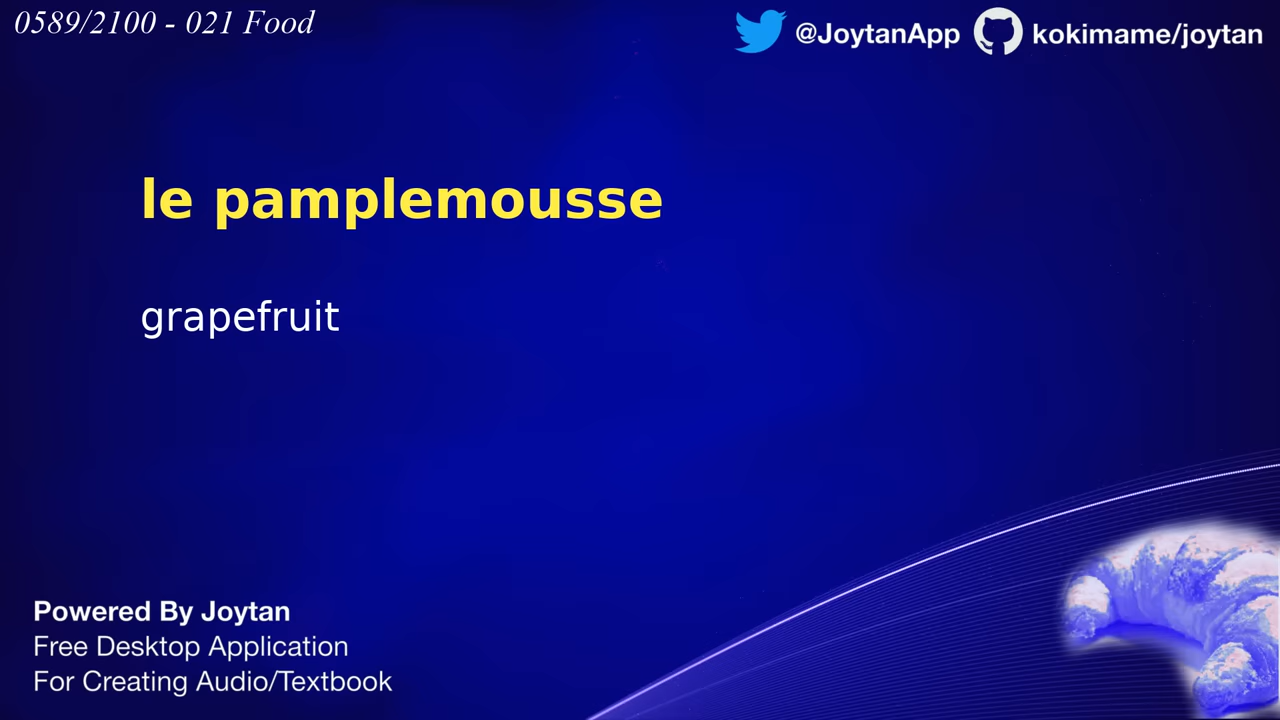 0589/2100 - 021 Food
@JoytanApp kokimame/joytan
le pamplemousse
grapefruit
Powered By Joytan
Free Desktop Application
For Creating Audio/Textbook